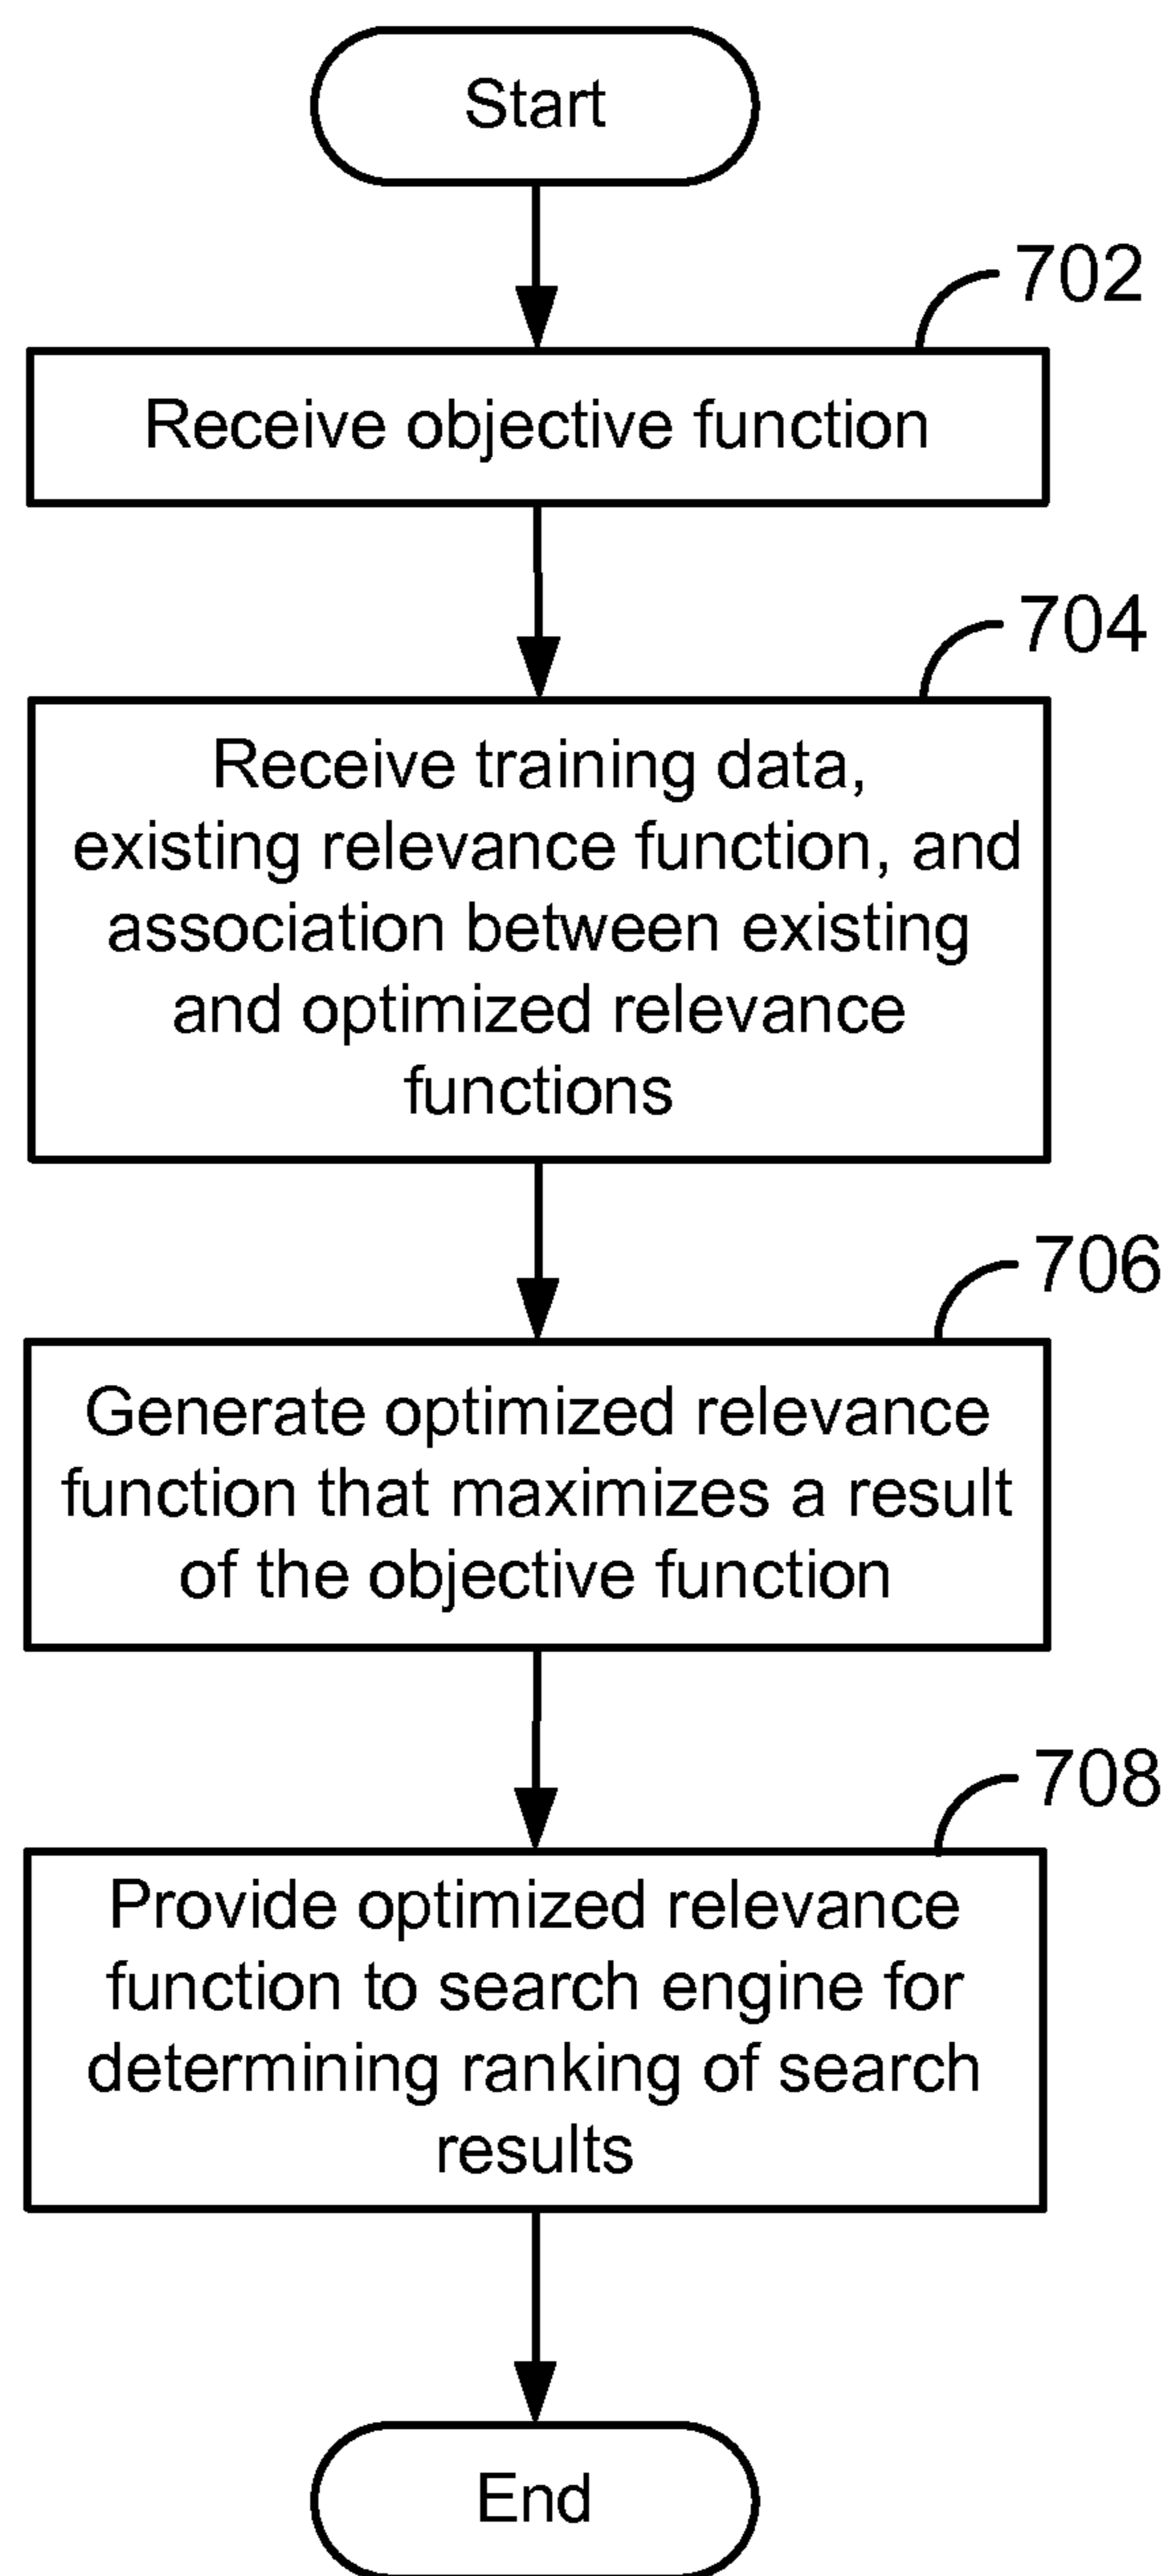 Start
702
Receive objective function
704
Receive training data,
existing relevance function, and
association between existing
and optimized relevance
functions
706
Generate optimized relevance
function that maximizes a result
of the objective function
708
Provide optimized relevance
function to search engine for
determining ranking of search
results
End